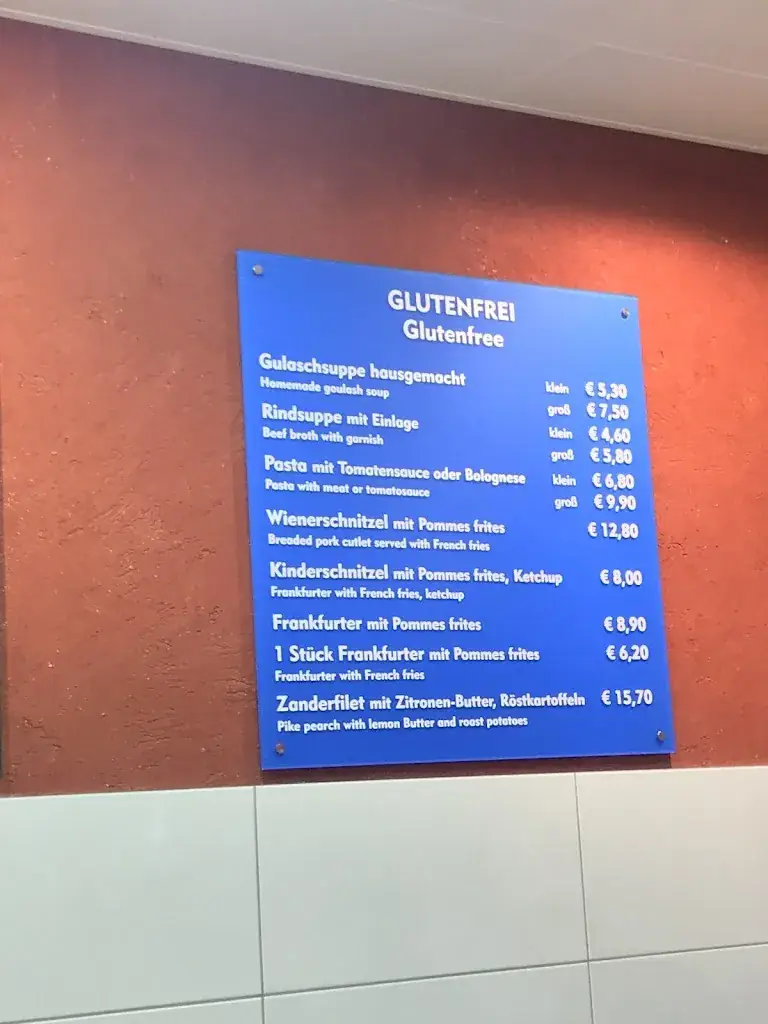 GLUTENFREI
Glutenfree
Gulaschsuppe hausgemacht klein € 5,30
Homemade goulash soup groß € 7,50
Rindsuppe mit Einlage klein € 4,60
Beef broth with garnish groß € 5,80
Pasta mit Tomatensauce oder Bolognese klein € 6,80
Pasta with meat or tomatosauce groß € 9,90
Wienerschnitzel mit Pommes frites € 12,80
Breaded pork cutlet served with French fries
Kinderschnitzel mit Pommes frites, Ketchup € 8,00
Frankfurter with French fries, ketchup
Frankfurter mit Pommes frites € 8,90
1 Stück Frankfurter mit Pommes frites € 6,20
Frankfurter with French fries
Zanderfilet mit Zitronen-Butter, Röstkartoffeln € 15,70
Pike pearch with lemon Butter and roast potatoes